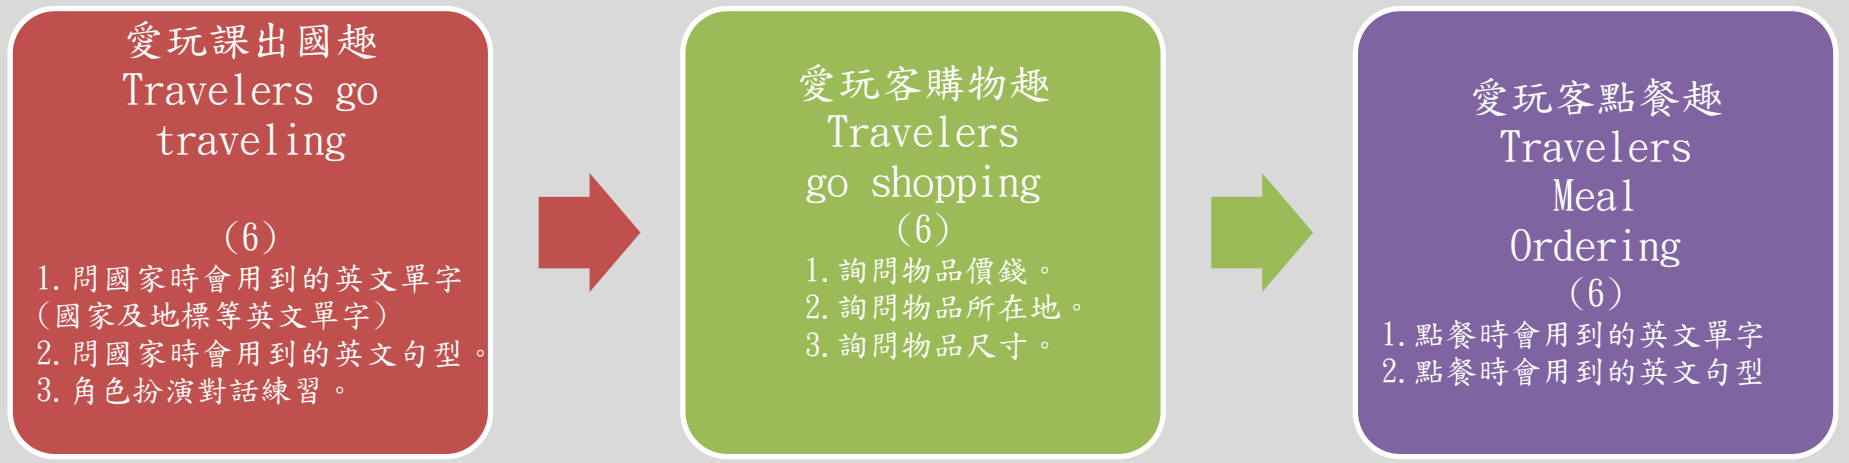 愛玩課出國趣
Travelers go
traveling
(6)
1.問國家時會用到的英文單字
(國家及地標等英文單字)
2.問國家時會用到的英文句型。
3.角色扮演對話練習。
愛玩客購物趣
Travelers
go shopping
(6)
1.詢問物品價錢。
2.詢問物品所在地。
3.詢問物品尺寸。
愛玩客點餐趣
Travelers
Meal
Ordering
(6)
1.點餐時會用到的英文單字
2.點餐時會用到的英文句型